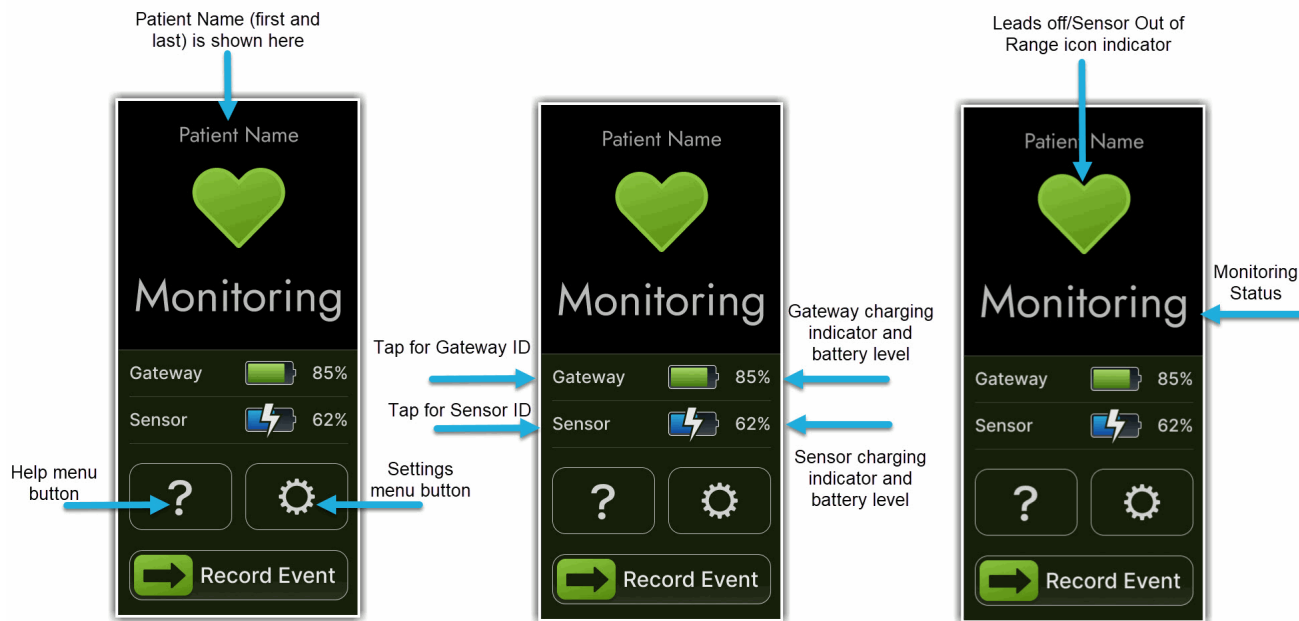 Patient Name (first and
last) is shown here
Leads off/Sensor Out of
Range icon indicator
Patient Name
Monitoring
Gateway
85%
Sensor
62%
?
Record Event
Help menu
button
Settings
menu button
Tap for Gateway ID
Tap for Sensor ID
Patient Name
Monitoring
Gateway
85%
Sensor
62%
?
Record Event
Gateway charging
indicator and
battery level
Sensor charging
indicator and
battery level
Patient Name
Monitoring
Gateway
85%
Sensor
62%
?
Record Event
Monitoring
Status